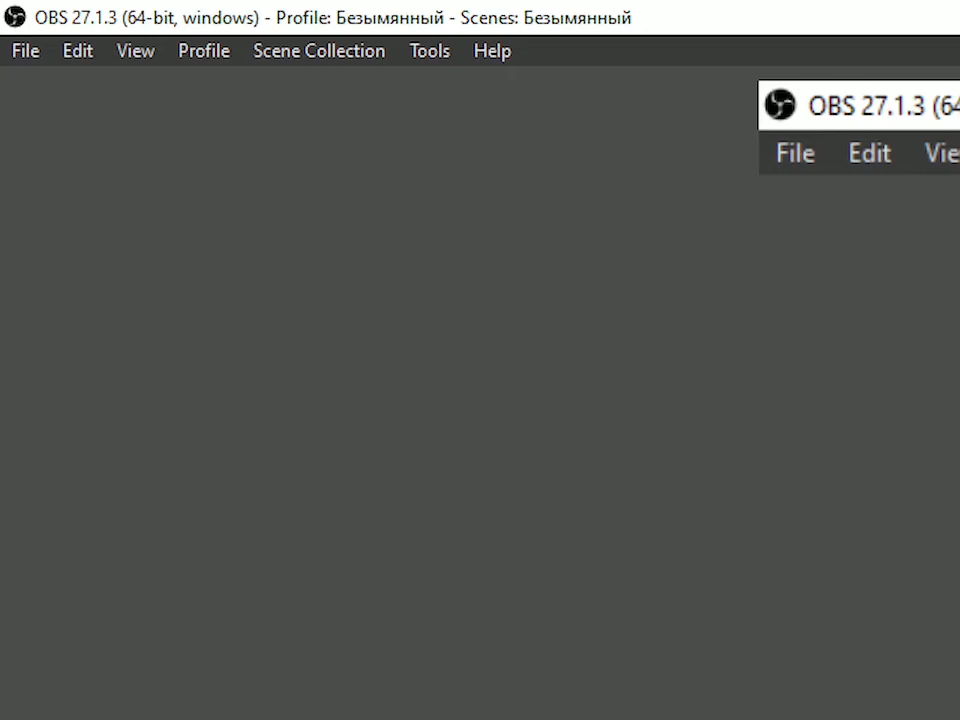 OBS 27.1.3 (64-bit, windows) - Profile: Безымянный - Scenes: Безымянный
File Edit View Profile Scene Collection Tools Help
OBS 27.1.3 (64
File Edit Vie